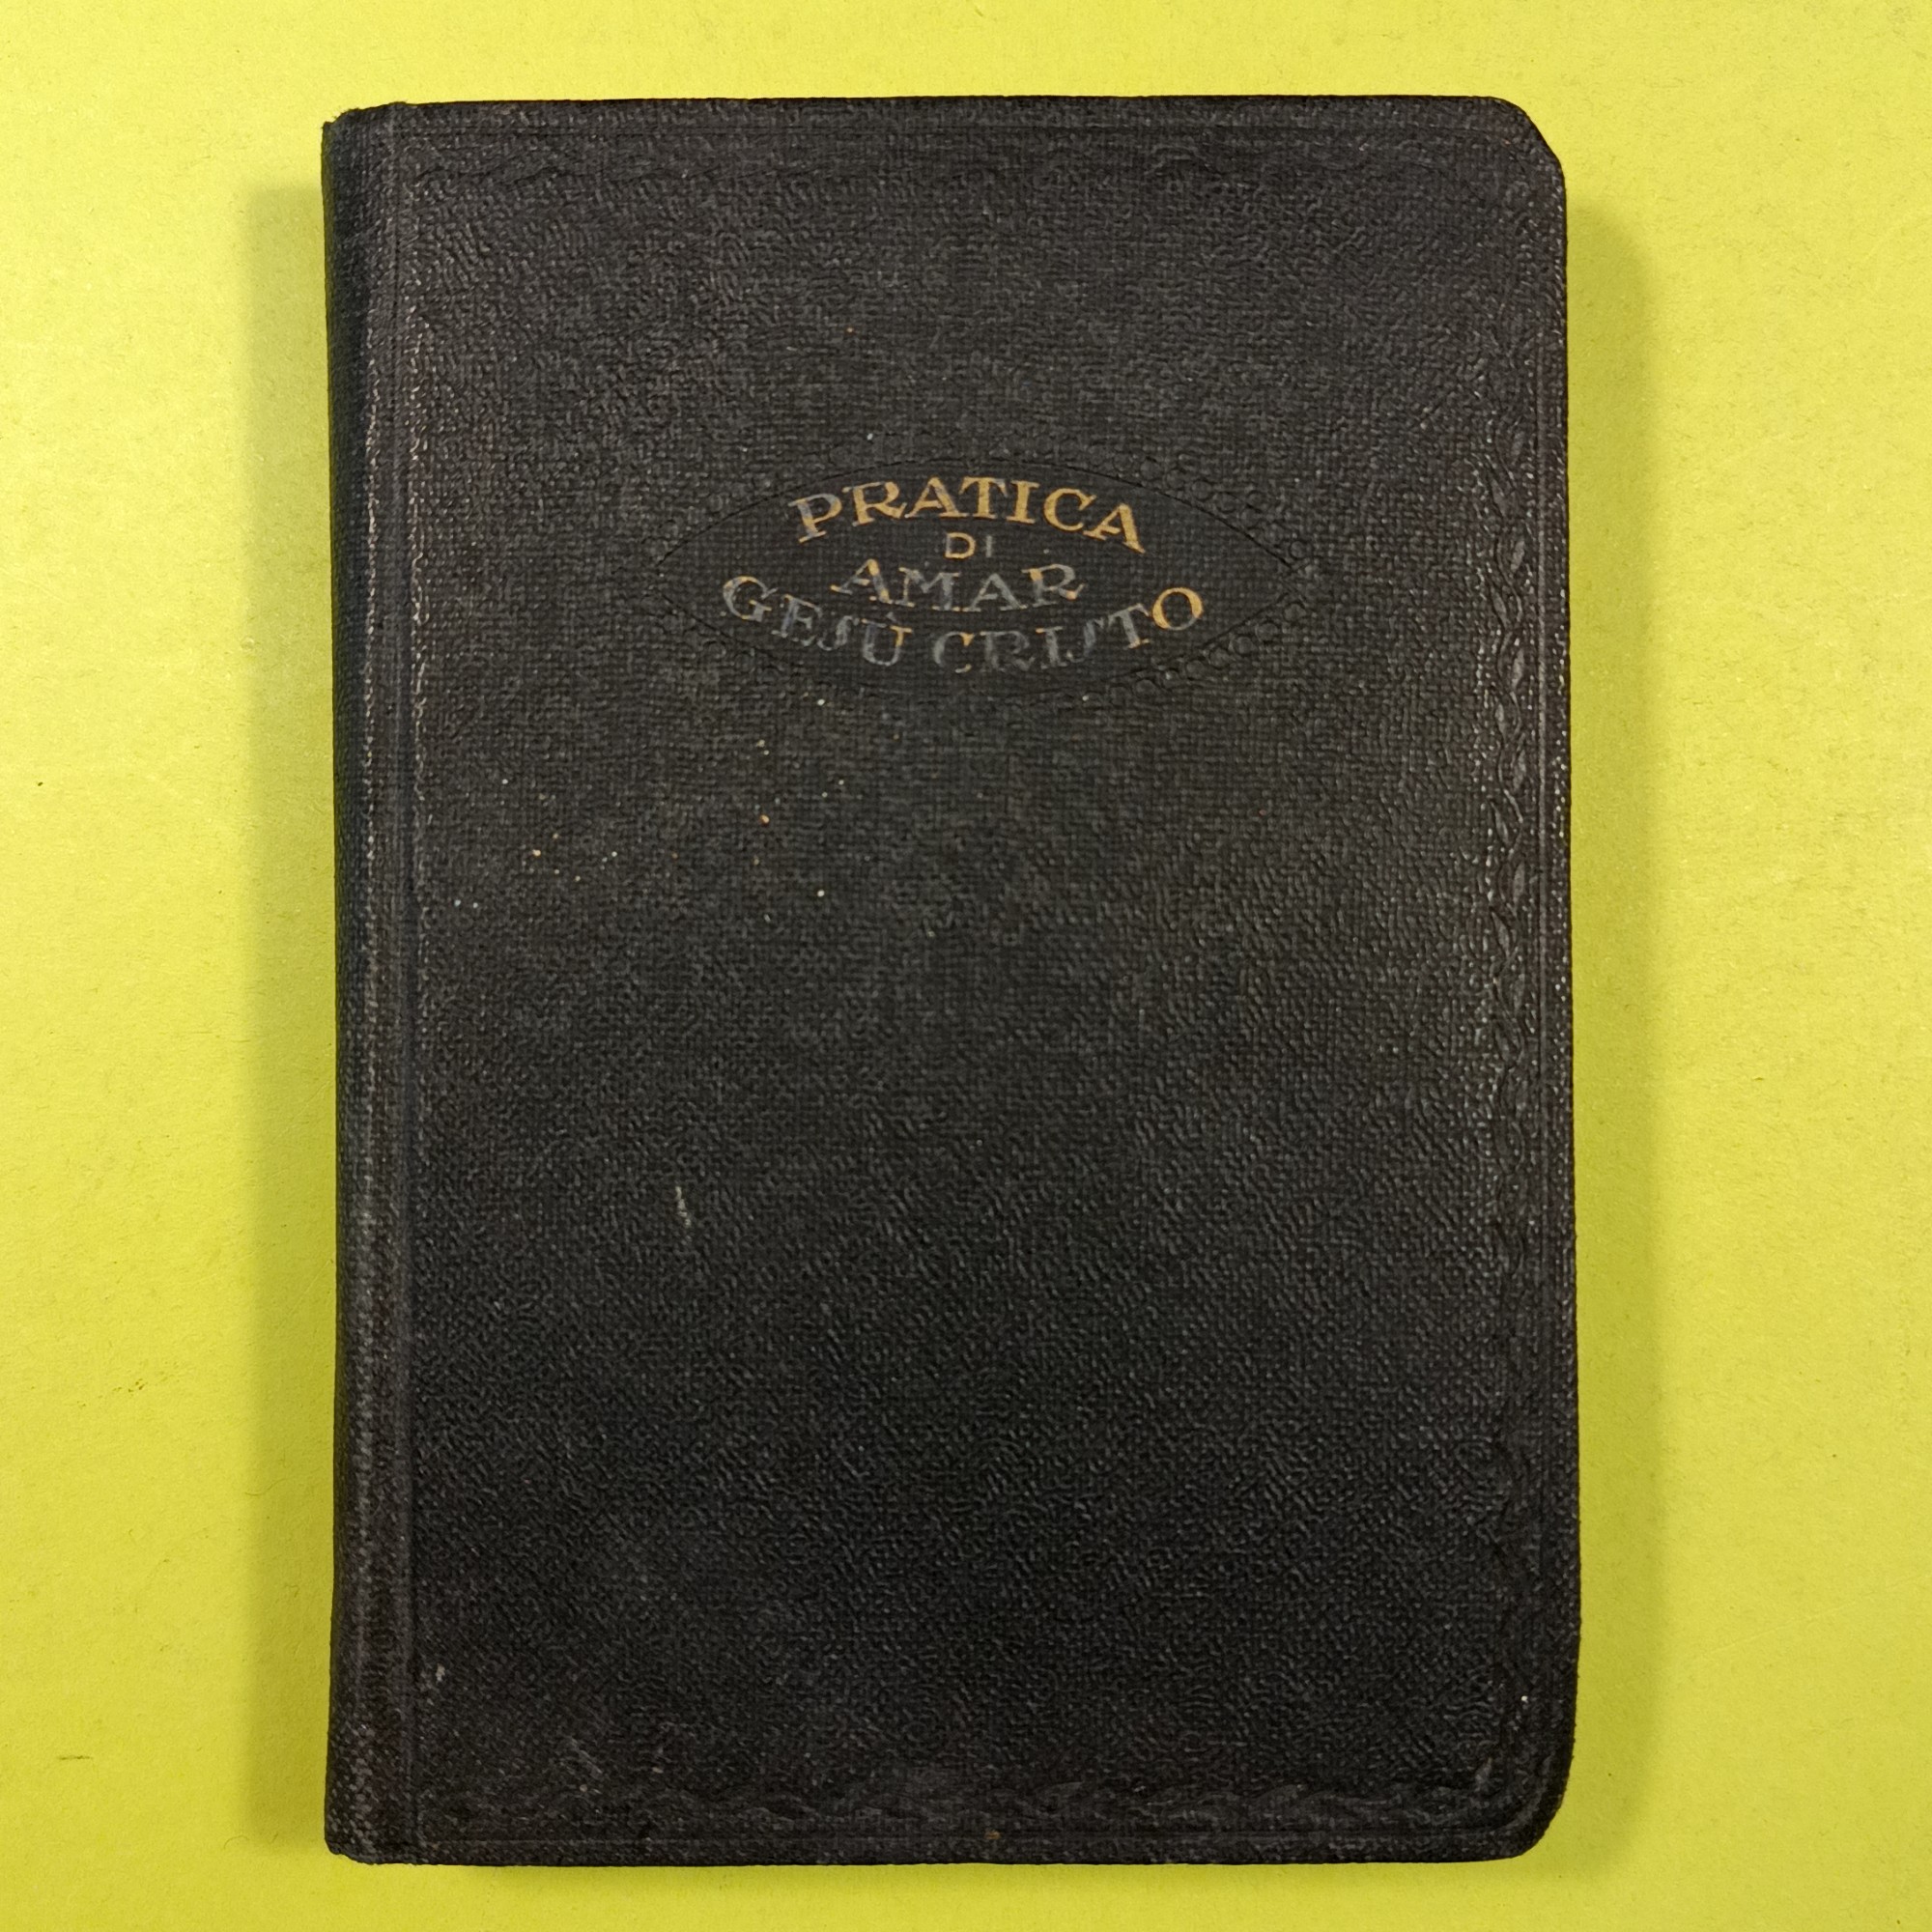 PRATICA
DI
AMAR
GESÙ CRISTO